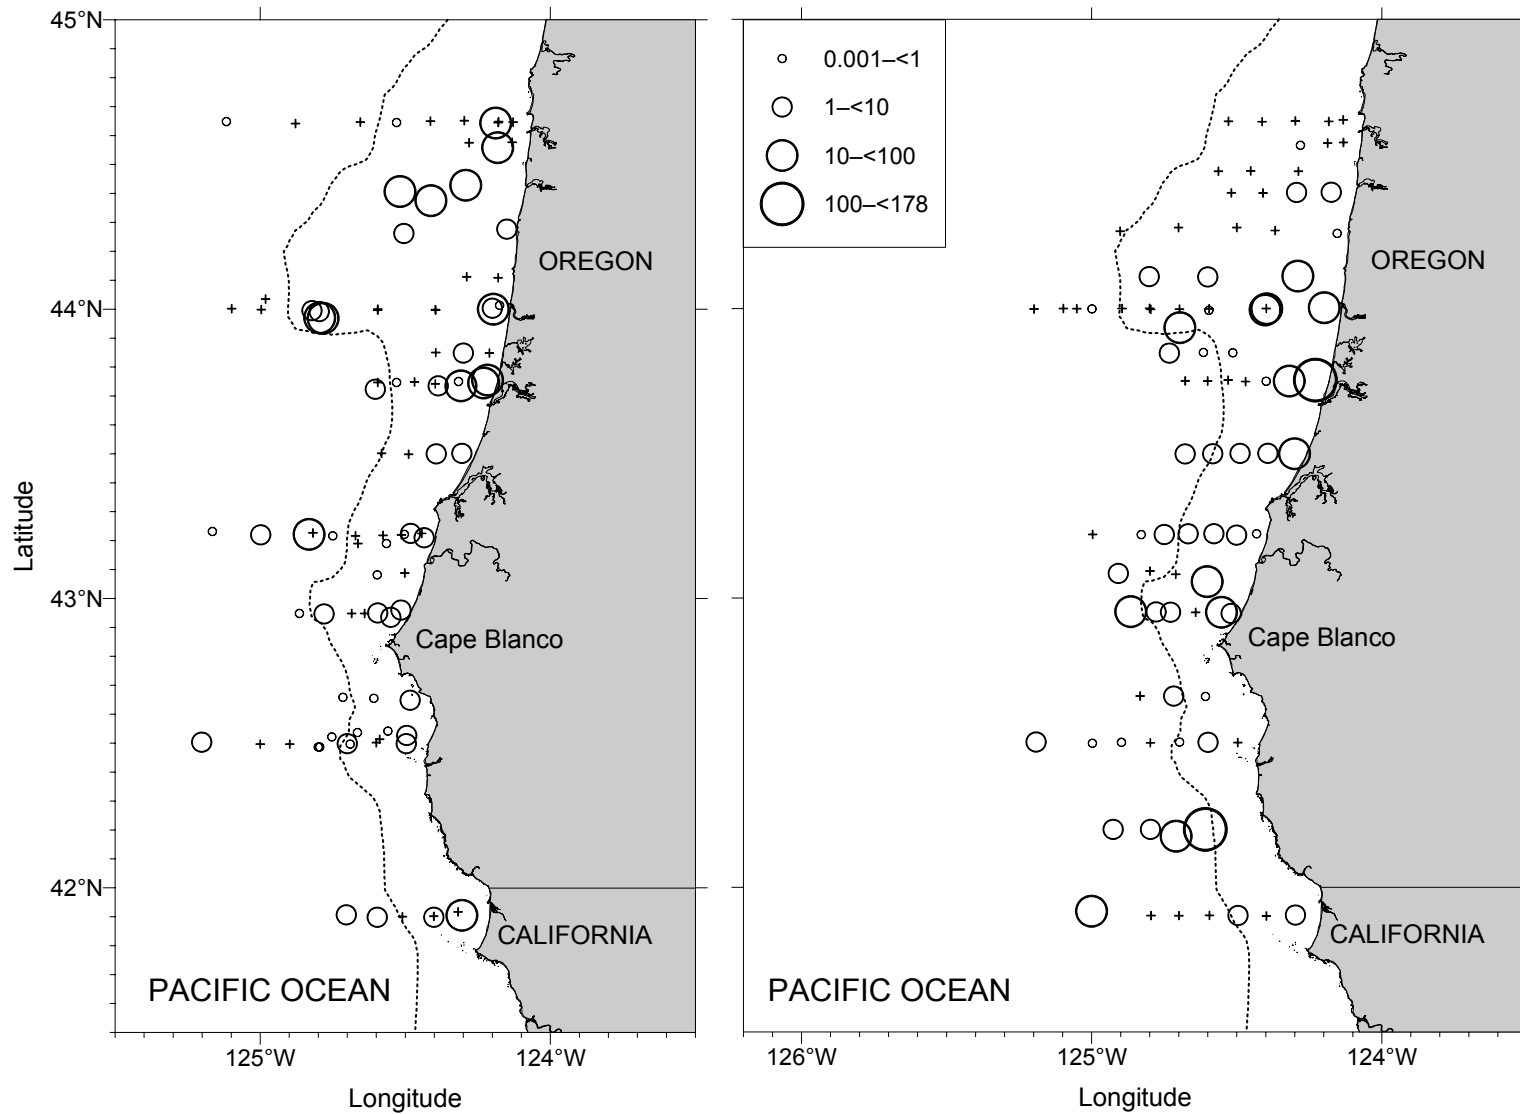 45°N
44°N
43°N
42°N
Latitude
OREGON
Cape Blanco
CALIFORNIA
PACIFIC OCEAN
125°W
124°W
Longitude
0.001–<1
1–<10
10–<100
100–<178
OREGON
Cape Blanco
CALIFORNIA
PACIFIC OCEAN
126°W
125°W
124°W
Longitude